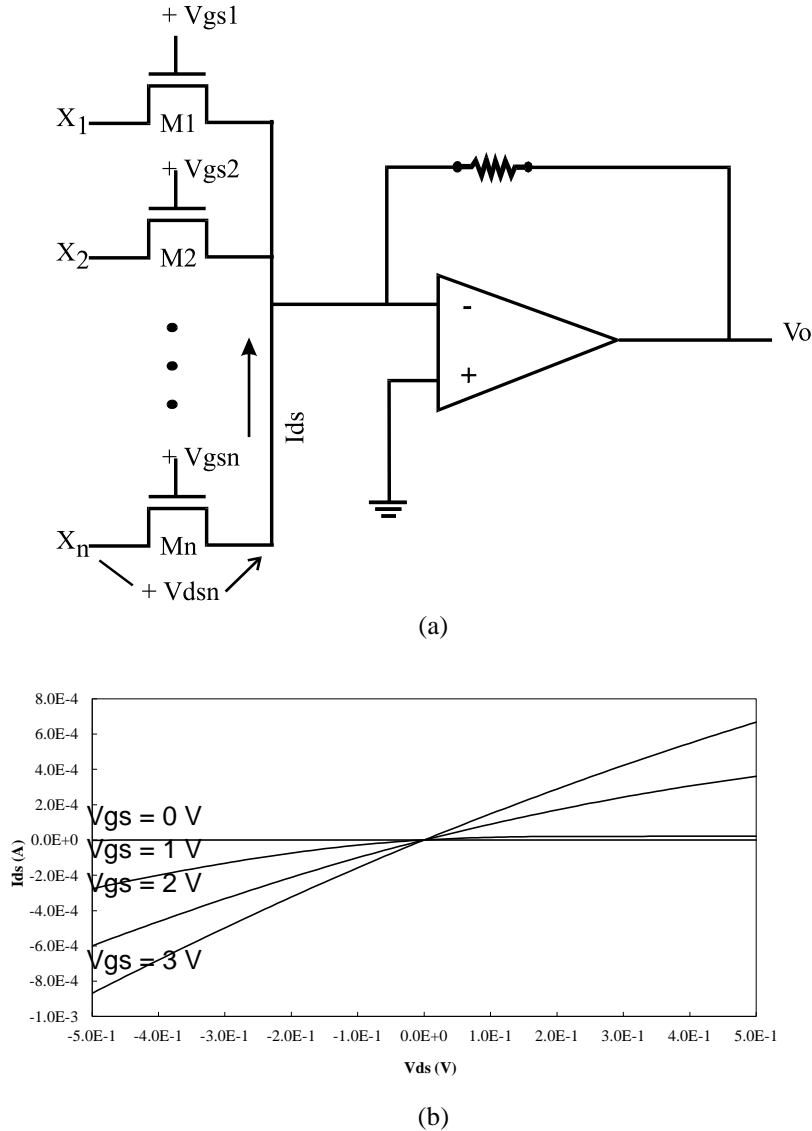 + Vgs1
X1
M1
+ Vgs2
X2
M2
-
+
Vo
Ids
+ Vgsn
Xn
Mn
+ Vdsn
(a)
8.0E-4
6.0E-4
4.0E-4
2.0E-4
0.0E+0
-2.0E-4
-4.0E-4
-6.0E-4
-8.0E-4
-1.0E-3
Ids (A)
Vgs = 0 V
Vgs = 1 V
Vgs = 2 V
Vgs = 3 V
-5.0E-1 -4.0E-1 -3.0E-1 -2.0E-1 -1.0E-1 0.0E+0 1.0E-1 2.0E-1 3.0E-1 4.0E-1 5.0E-1
Vds (V)
(b)